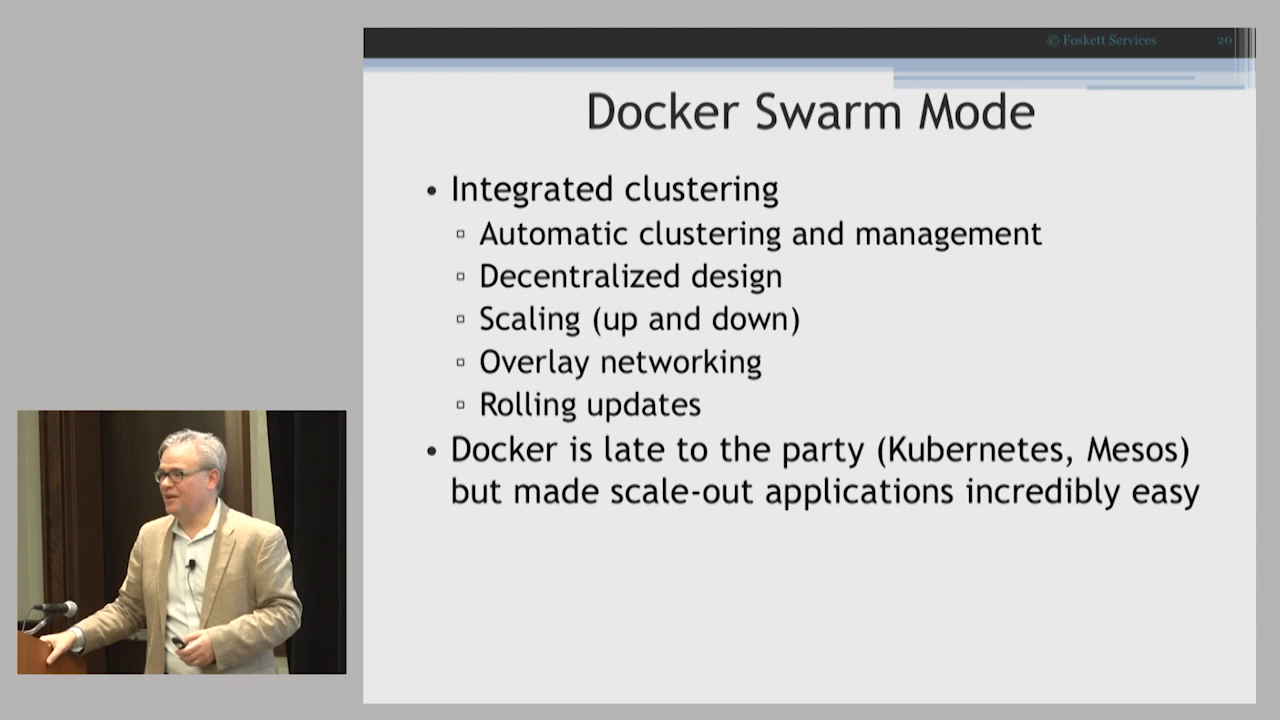 © Foskett Services 20
Docker Swarm Mode
• Integrated clustering
▫ Automatic clustering and management
▫ Decentralized design
▫ Scaling (up and down)
▫ Overlay networking
▫ Rolling updates
• Docker is late to the party (Kubernetes, Mesos)
but made scale-out applications incredibly easy